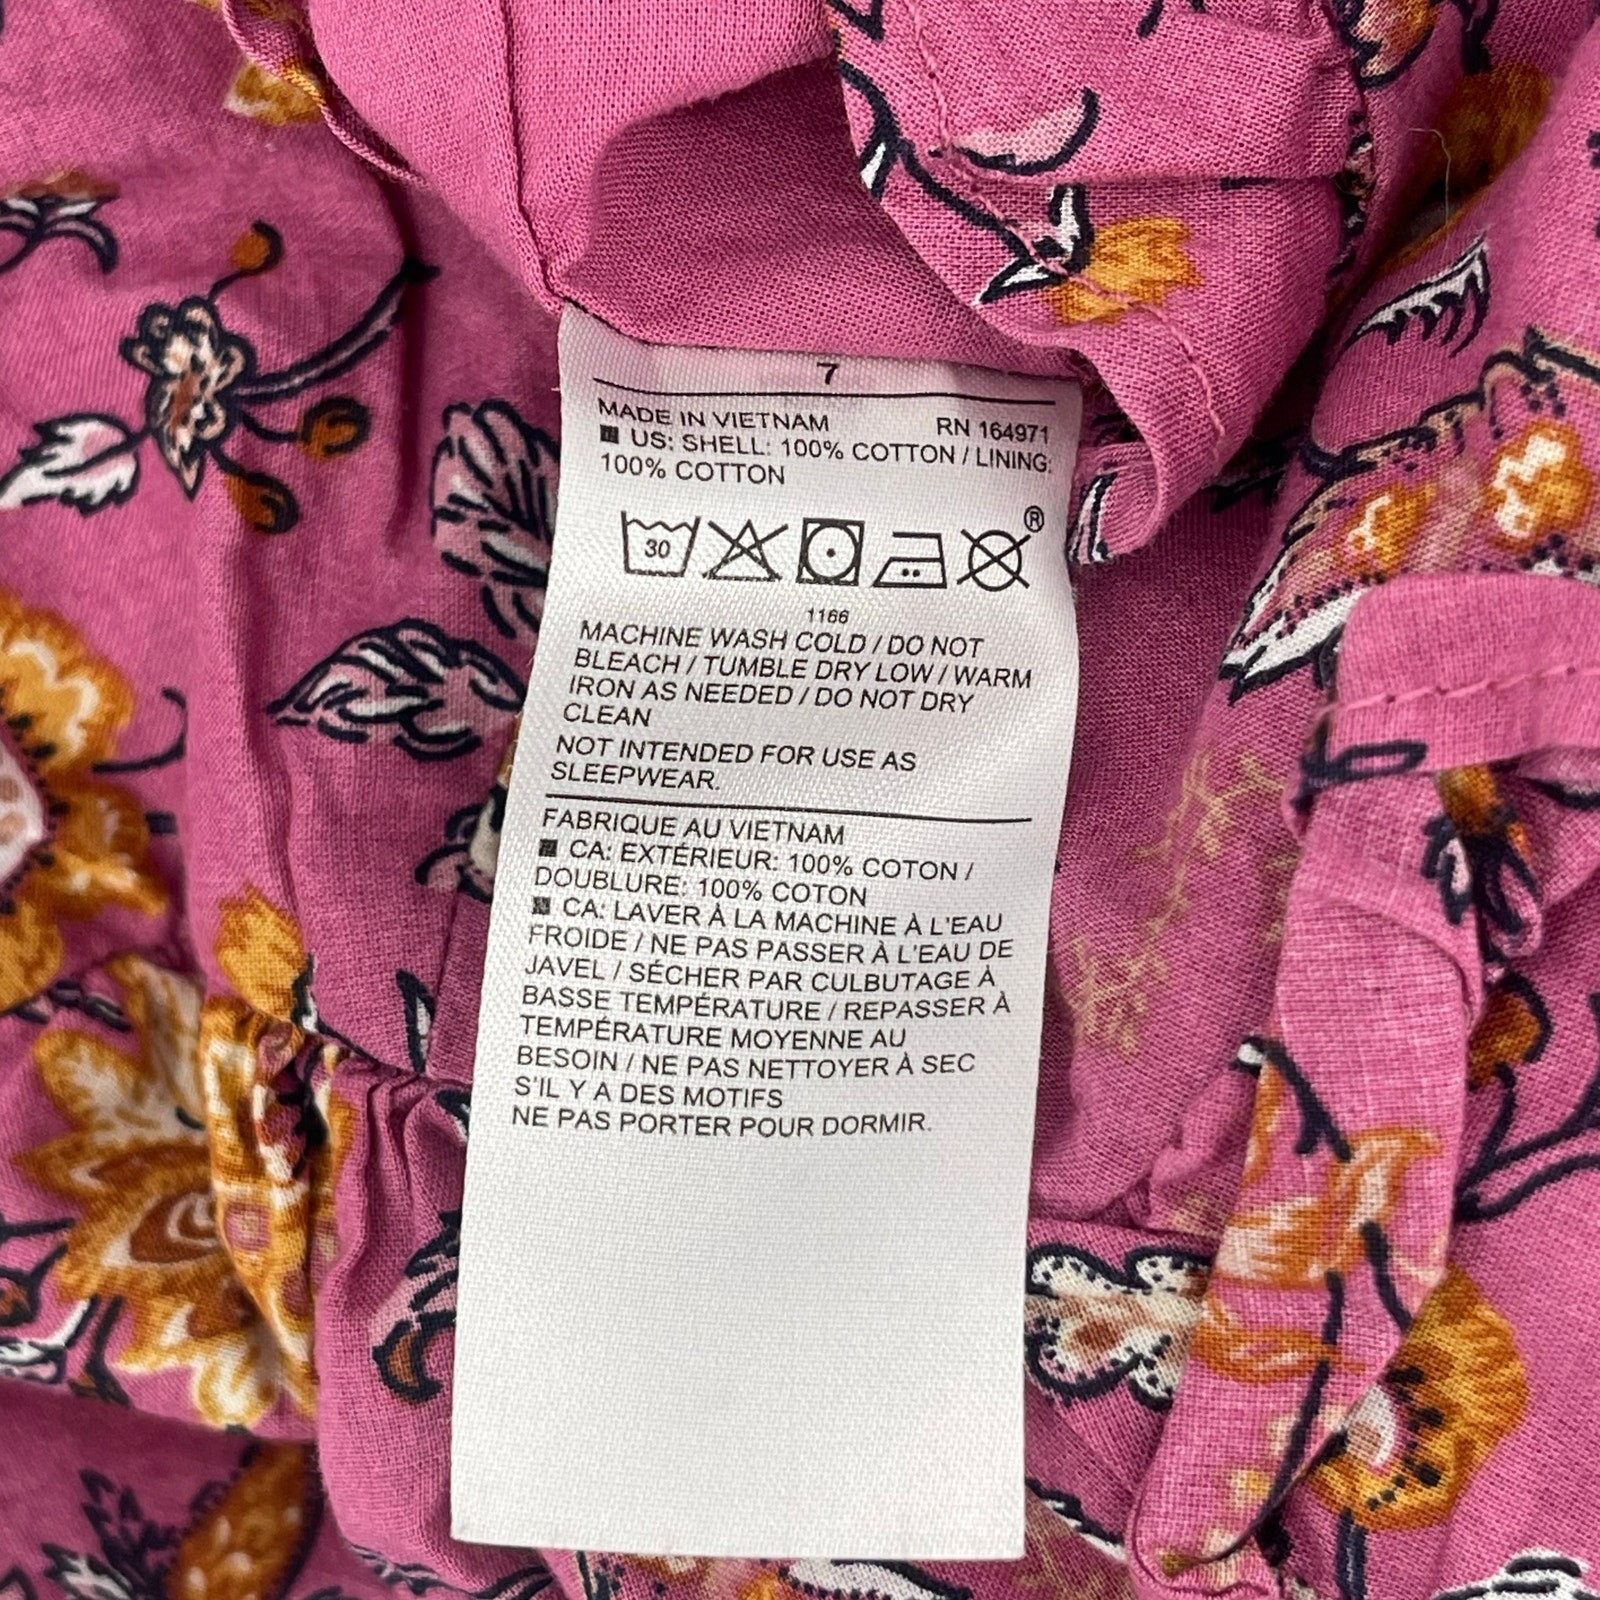 7
MADE IN VIETNAM RN 164971
US: SHELL: 100% COTTON / LINING:
100% COTTON
30
®
1166
MACHINE WASH COLD / DO NOT
BLEACH / TUMBLE DRY LOW / WARM
IRON AS NEEDED / DO NOT DRY
CLEAN
NOT INTENDED FOR USE AS
SLEEPWEAR.
FABRIQUE AU VIETNAM
CA: EXTÉRIEUR: 100% COTON /
DOUBLURE: 100% COTON
CA: LAVER À LA MACHINE À L'EAU
FROIDE / NE PAS PASSER À L'EAU DE
JAVEL / SÉCHER PAR CULBUTAGE À
BASSE TEMPÉRATURE / REPASSER À
TEMPÉRATURE MOYENNE AU
BESOIN / NE PAS NETTOYER À SEC
S'IL Y A DES MOTIFS
NE PAS PORTER POUR DORMIR.